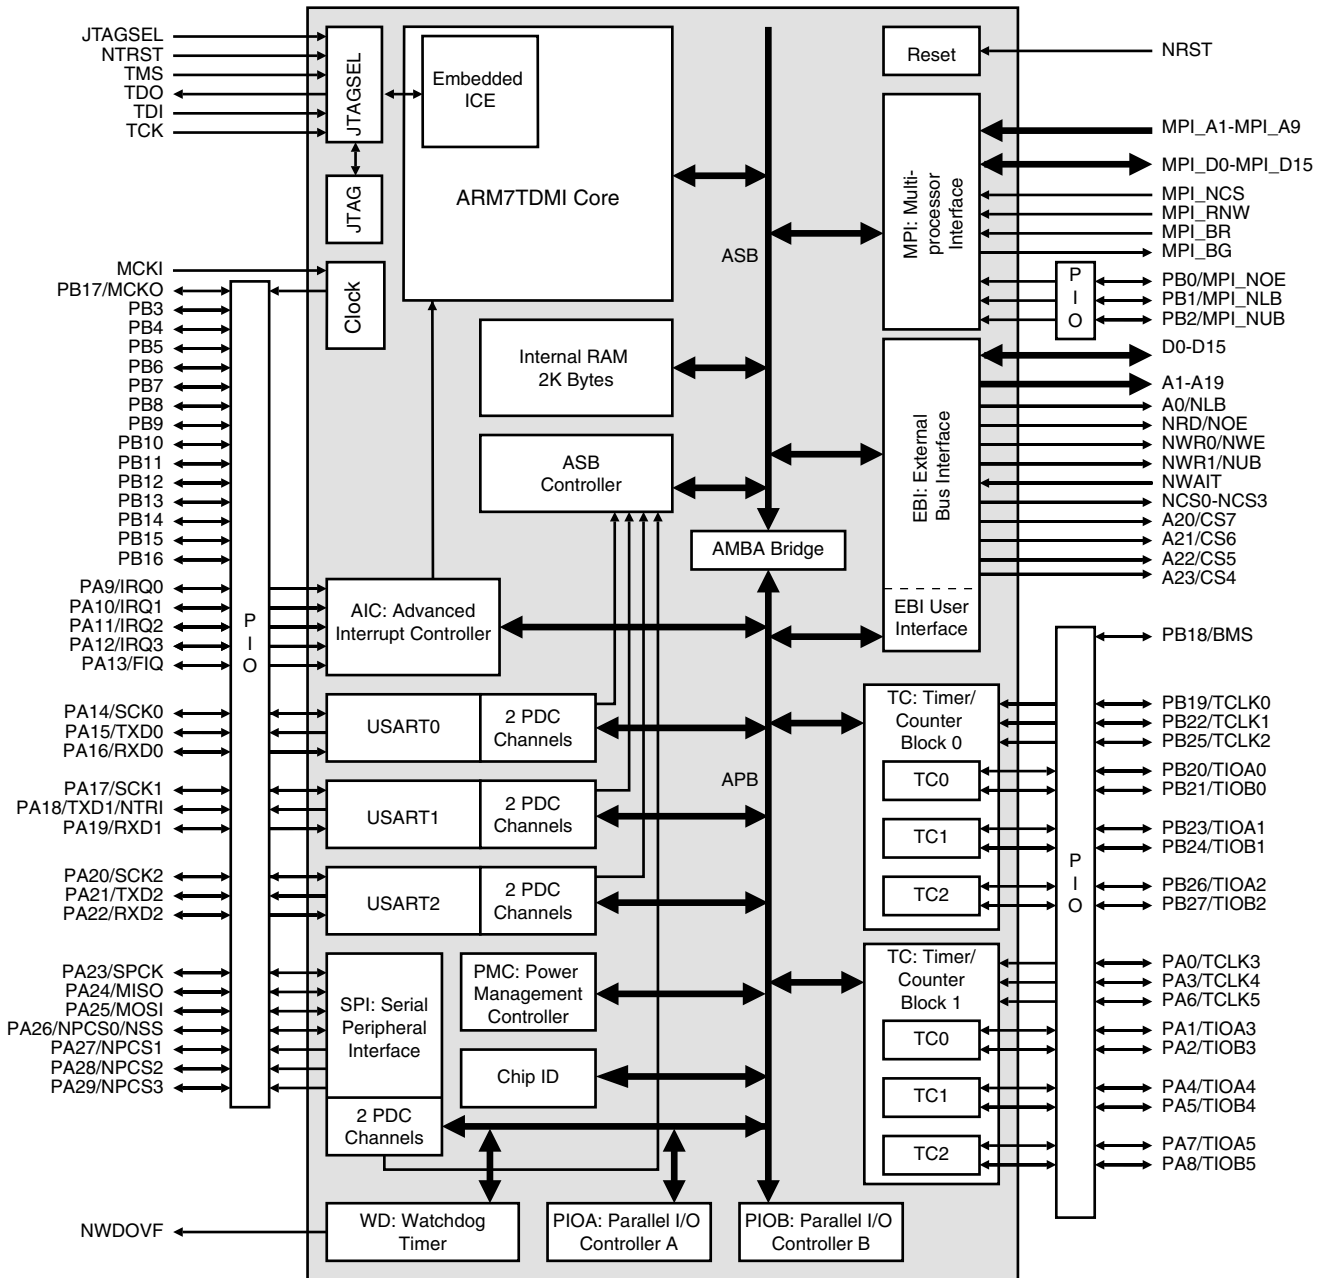 JTAGSEL
NTRST
TMS
TDO
TDI
TCK
JTAGSEL
JTAG
Embedded
ICE
ARM7TDMI Core
Reset
NRST
MPI: Multi-
processor
Interface
MPI_A1-MPI_A9
MPI_D0-MPI_D15
MPI_NCS
MPI_RNW
MPI_BR
MPI_BG
P
I
O
PB0/MPI_NOE
PB1/MPI_NLB
PB2/MPI_NUB
ASB
MCKI
PB17/MCKO
PB3
PB4
PB5
PB6
PB7
PB8
PB9
PB10
PB11
PB12
PB13
PB14
PB15
PB16
Clock
Internal RAM
2K Bytes
ASB
Controller
AMBA Bridge
EBI: External
Bus Interface
EBI User
Interface
D0-D15
A1-A19
A0/NLB
NRD/NOE
NWR0/NWE
NWR1/NUB
NWAIT
NCS0-NCS3
A20/CS7
A21/CS6
A22/CS5
A23/CS4
PA9/IRQ0
PA10/IRQ1
PA11/IRQ2
PA12/IRQ3
PA13/FIQ
P
I
O
AIC: Advanced
Interrupt Controller
PA14/SCK0
PA15/TXD0
PA16/RXD0
USART0
2 PDC
Channels
PA17/SCK1
PA18/TXD1/NTRI
PA19/RXD1
USART1
2 PDC
Channels
APB
PA20/SCK2
PA21/TXD2
PA22/RXD2
USART2
2 PDC
Channels
PB18/BMS
TC: Timer/
Counter
Block 0
TC0
TC1
TC2
PB19/TCLK0
PB22/TCLK1
PB25/TCLK2
PB20/TIOA0
PB21/TIOB0
PB23/TIOA1
PB24/TIOB1
PB26/TIOA2
PB27/TIOB2
P
I
O
PA23/SPCK
PA24/MISO
PA25/MOSI
PA26/NPCS0/NSS
PA27/NPCS1
PA28/NPCS2
PA29/NPCS3
SPI: Serial
Peripheral
Interface
2 PDC
Channels
PMC: Power
Management
Controller
Chip ID
TC: Timer/
Counter
Block 1
TC0
TC1
TC2
PA0/TCLK3
PA3/TCLK4
PA6/TCLK5
PA1/TIOA3
PA2/TIOB3
PA4/TIOA4
PA5/TIOB4
PA7/TIOA5
PA8/TIOB5
NWDOVF
WD: Watchdog
Timer
PIOA: Parallel I/O
Controller A
PIOB: Parallel I/O
Controller B